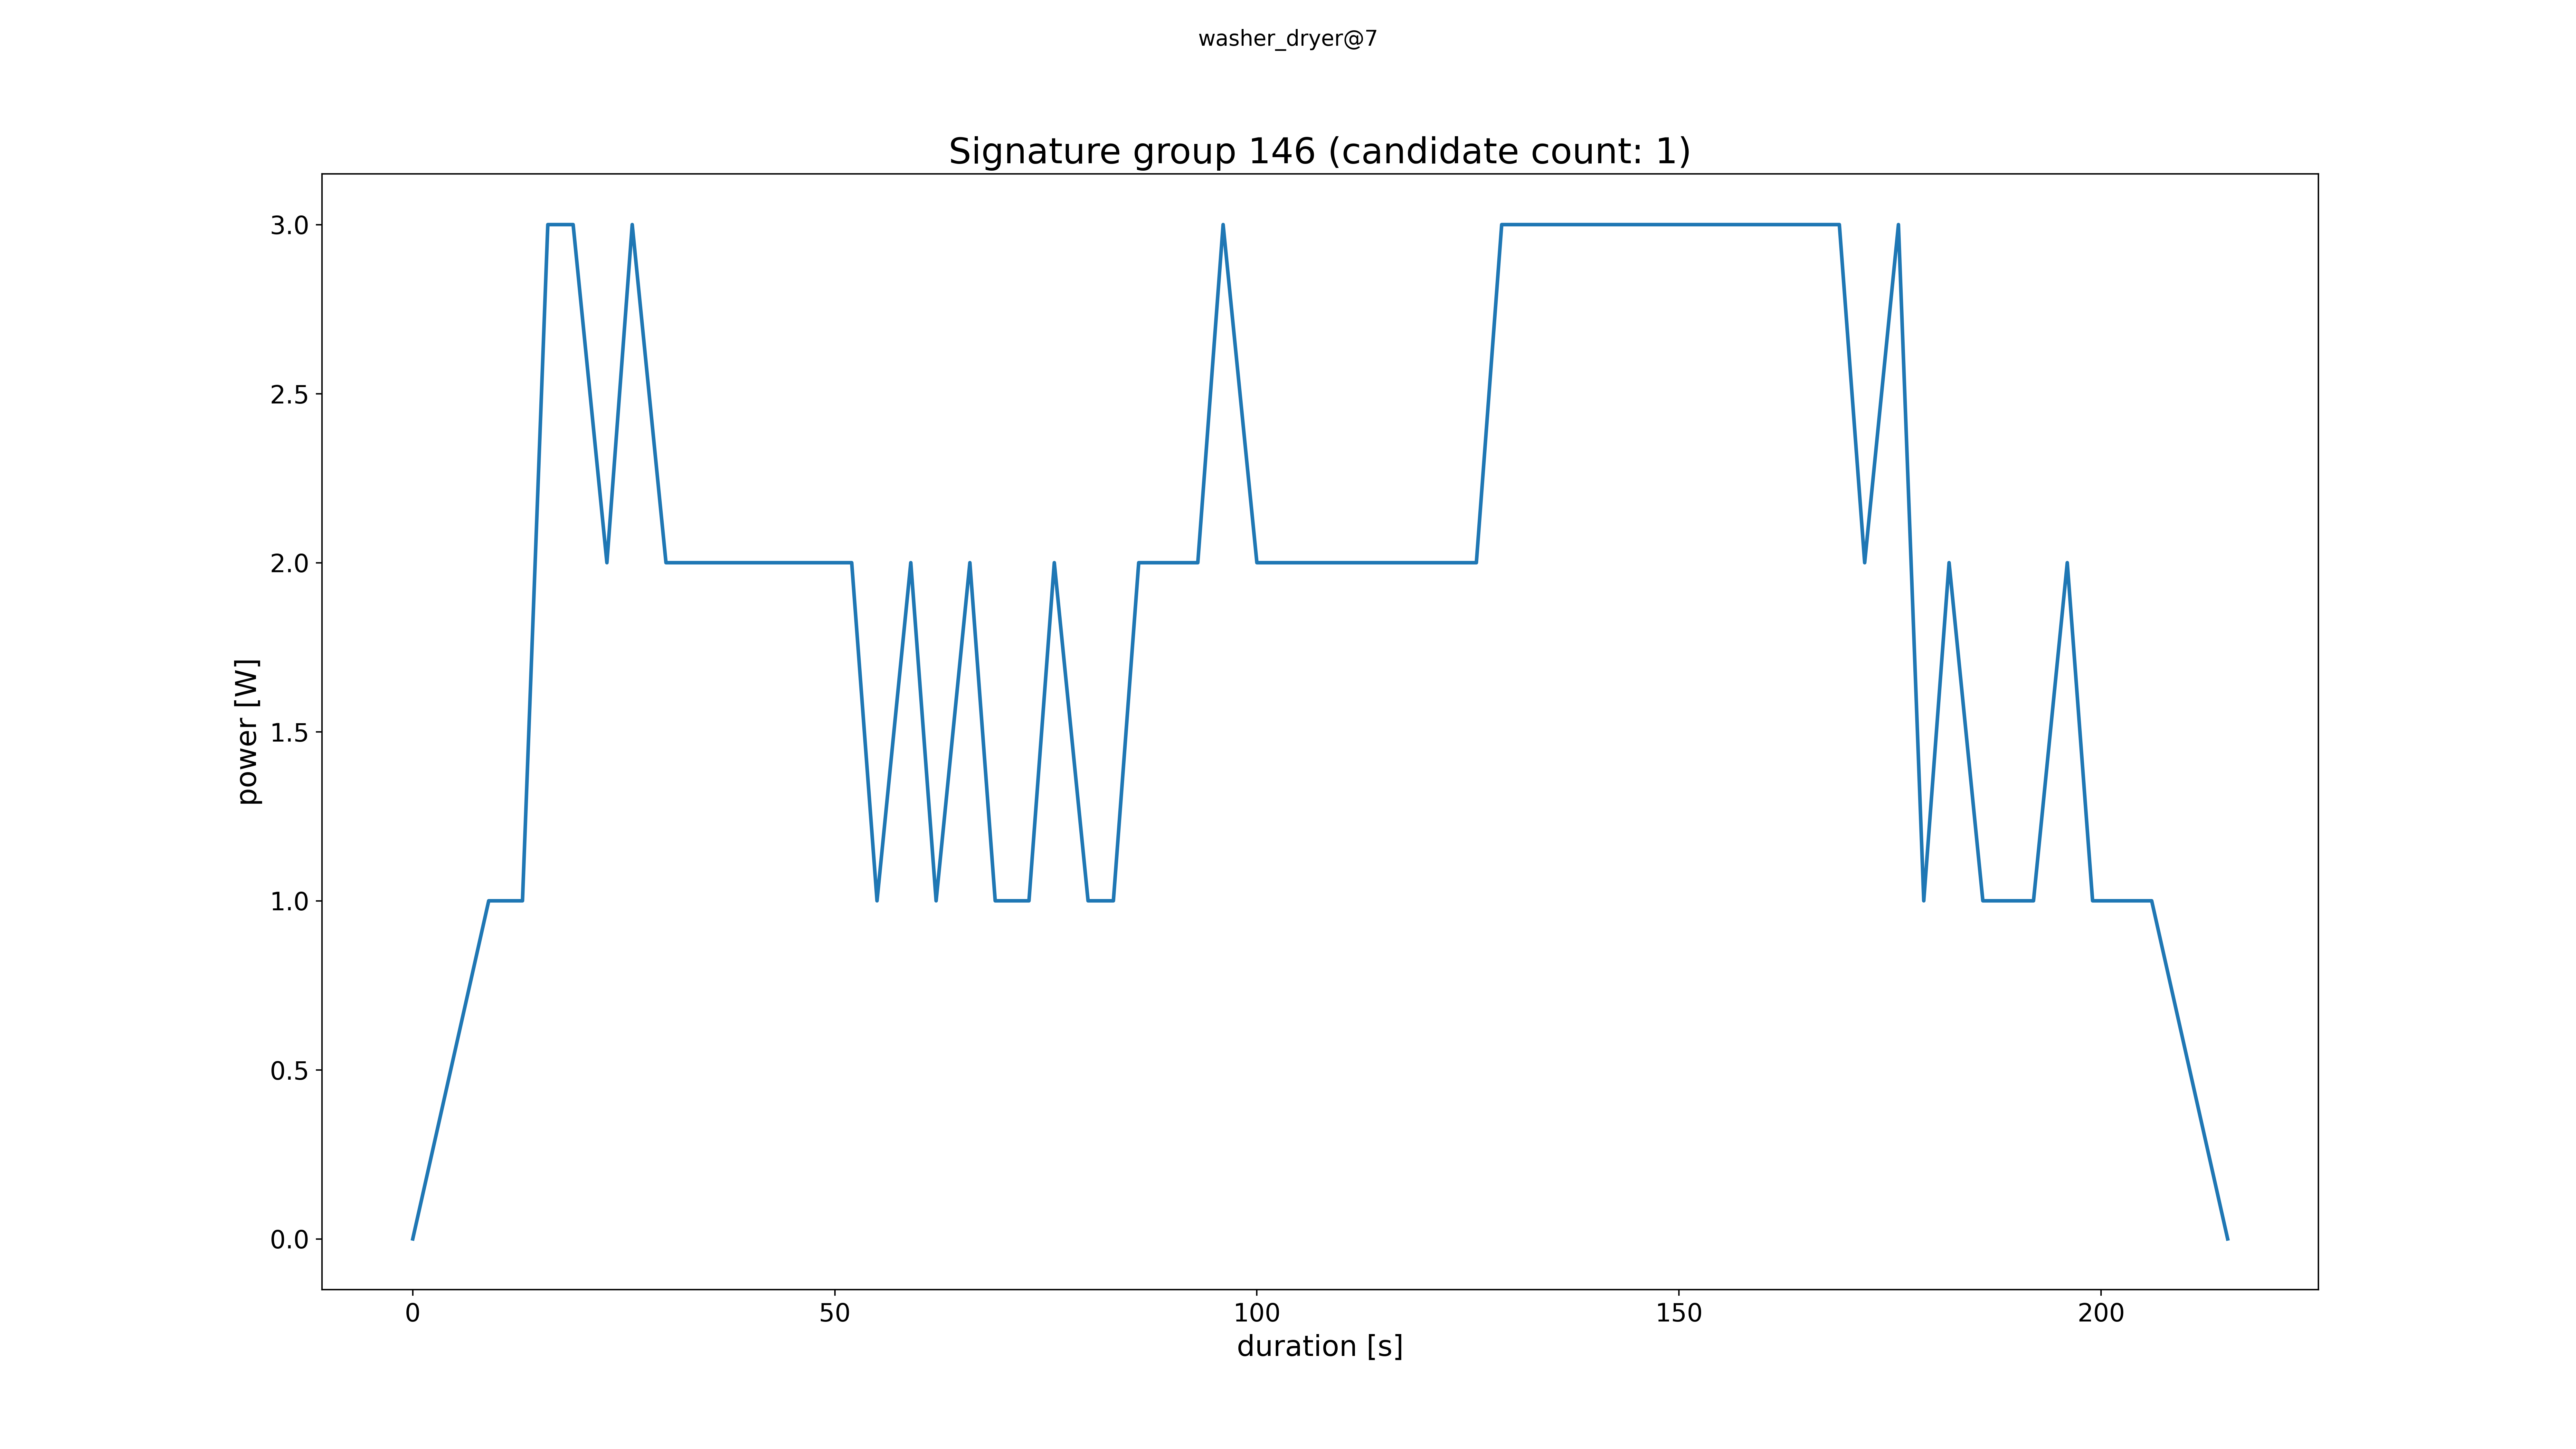 washer_dryer@7
Signature group 146 (candidate count: 1)
3.0
2.5
2.0
1.5
1.0
0.5
0.0
power [W]
0 50 100 150 200
duration [s]